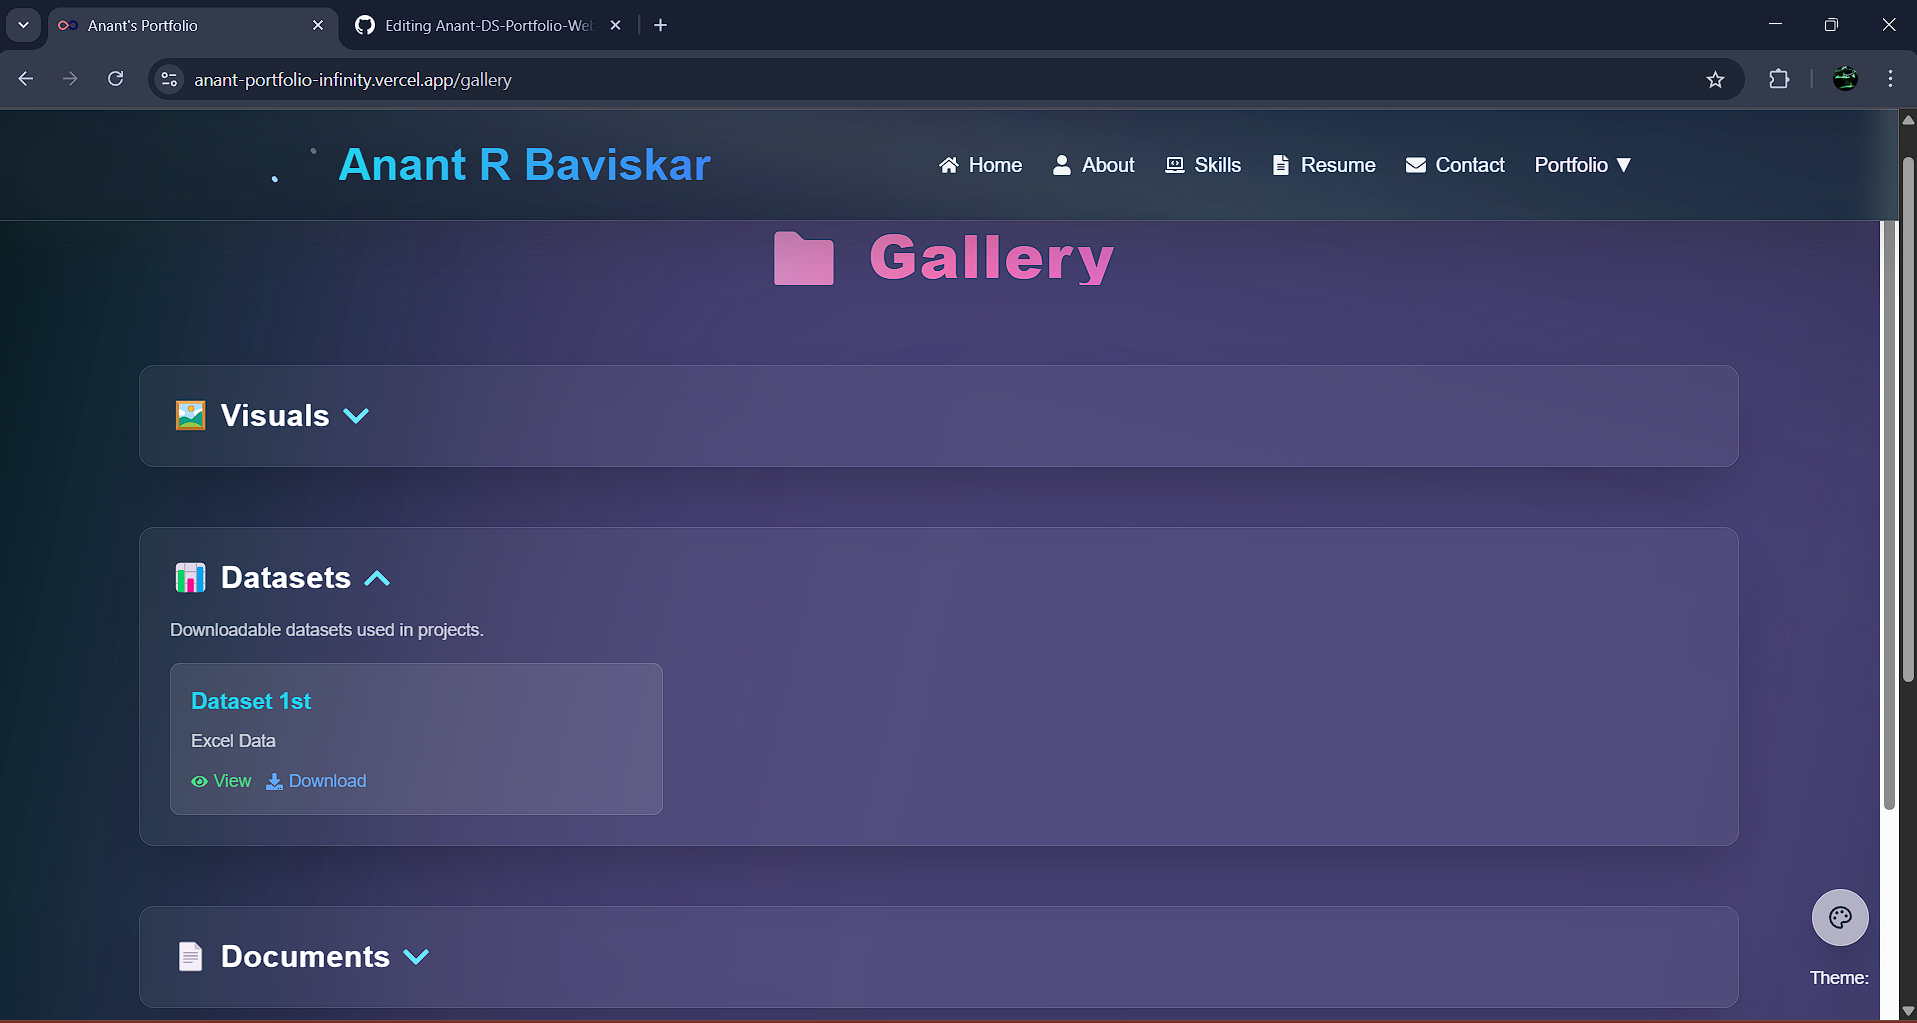 Anant's Portfolio
Editing Anant-DS-Portfolio-We
anant-portfolio-infinity.vercel.app/gallery
Anant R Baviskar
Home About Skills Resume Contact Portfolio ▼
Gallery
Visuals
Datasets
Downloadable datasets used in projects.
Dataset 1st
Excel Data
View Download
Documents
Theme: